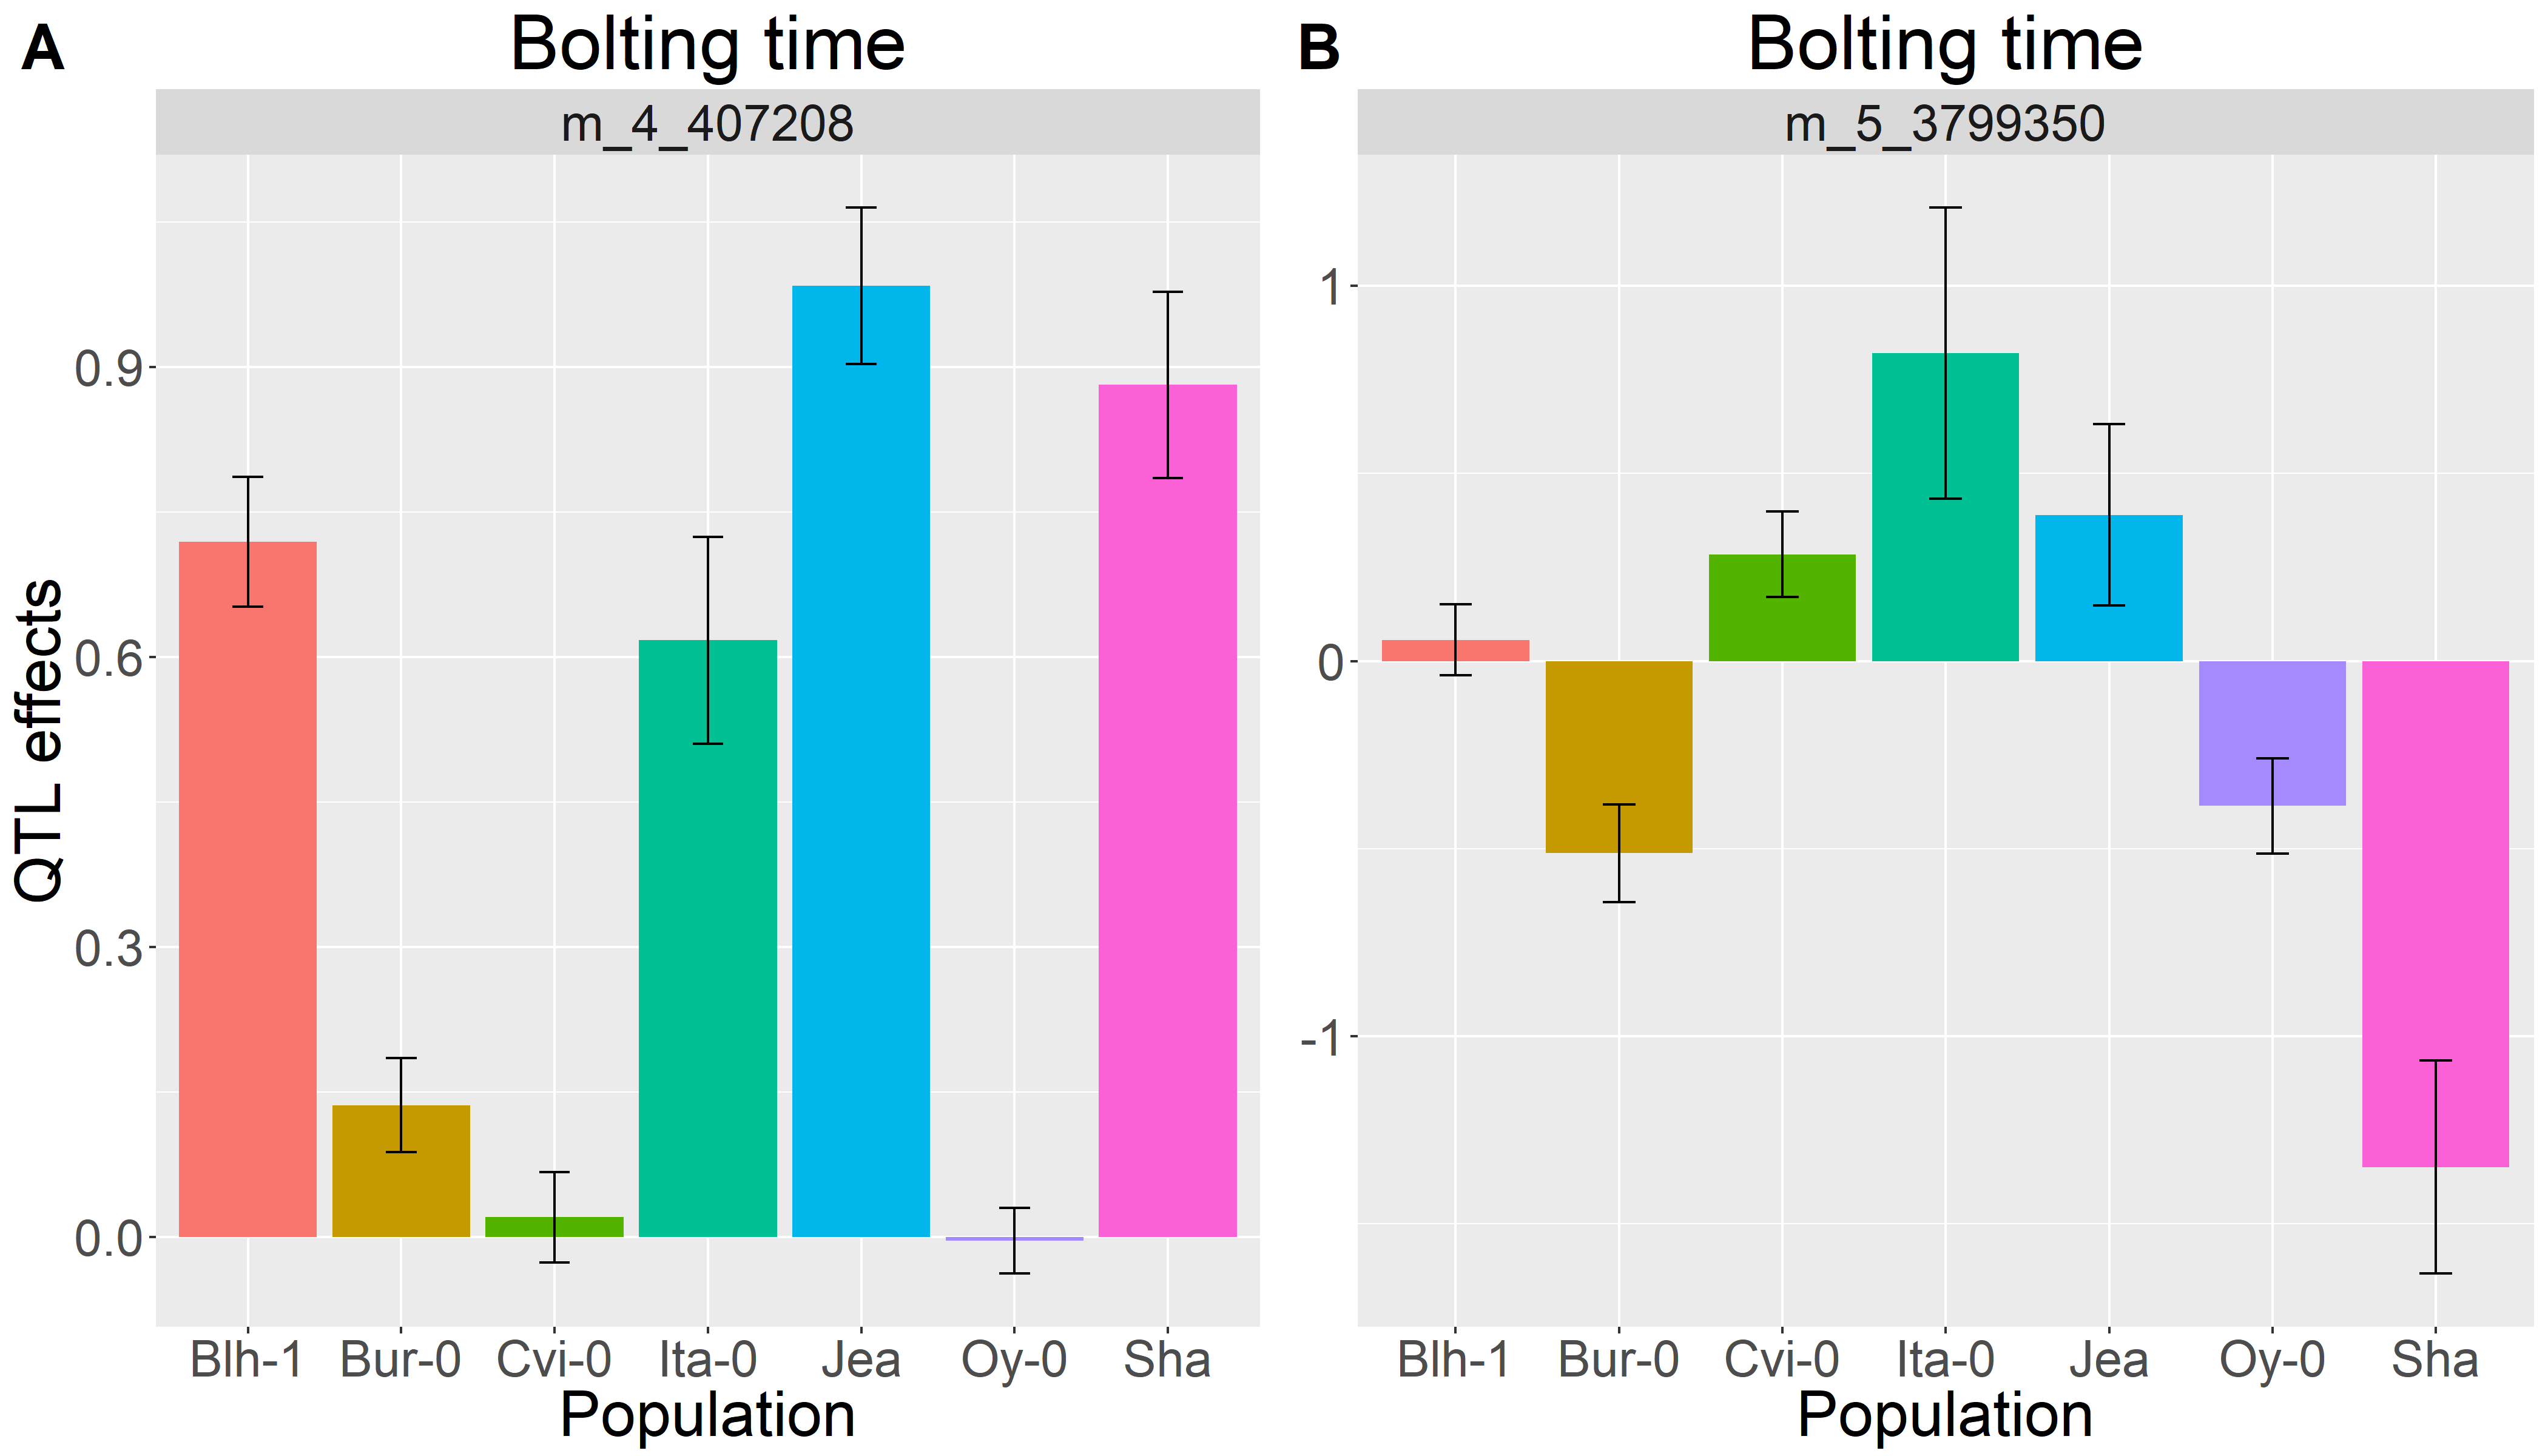 A
Bolting time
m_4_407208
QTL effects
0.9
0.6
0.3
0.0
Blh-1 Bur-0 Cvi-0 Ita-0 Jea Oy-0 Sha
Population
B
Bolting time
m_5_3799350
1
0
-1
Blh-1 Bur-0 Cvi-0 Ita-0 Jea Oy-0 Sha
Population